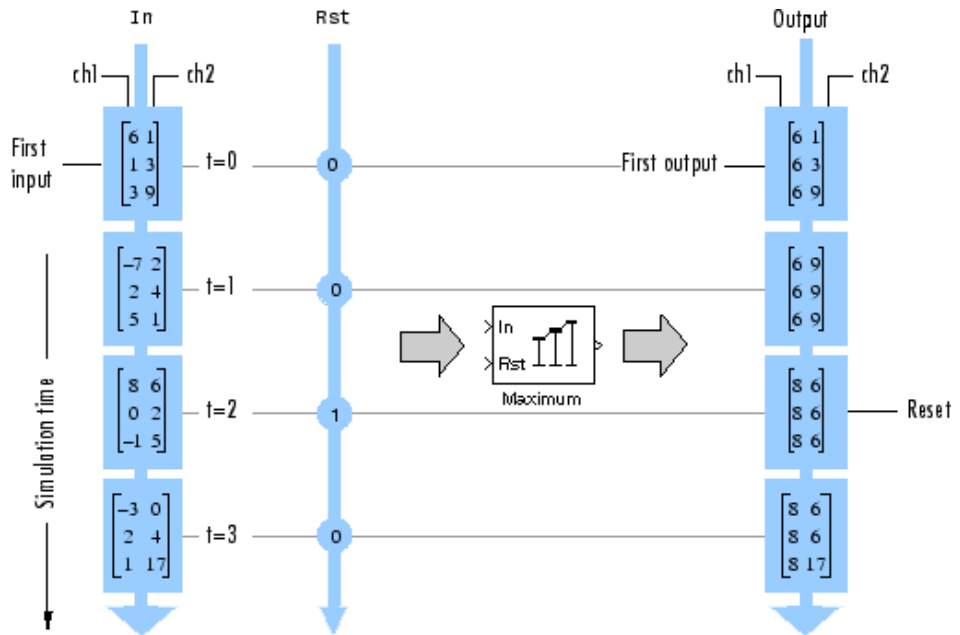 In Rst Output
ch1 ch2 ch1 ch2
6 1 6 1
First input 1 3 t=0 0 First output 6 3
3 9 6 9
-7 2 6 9
2 4 t=1 0 6 9
5 1 6 9
In
Rst
Maximum
8 6 8 6
0 2 t=2 1 8 6 Reset
-1 5 8 6
Simulation time
-3 0 8 6
2 4 t=3 0 8 6
1 17 8 17